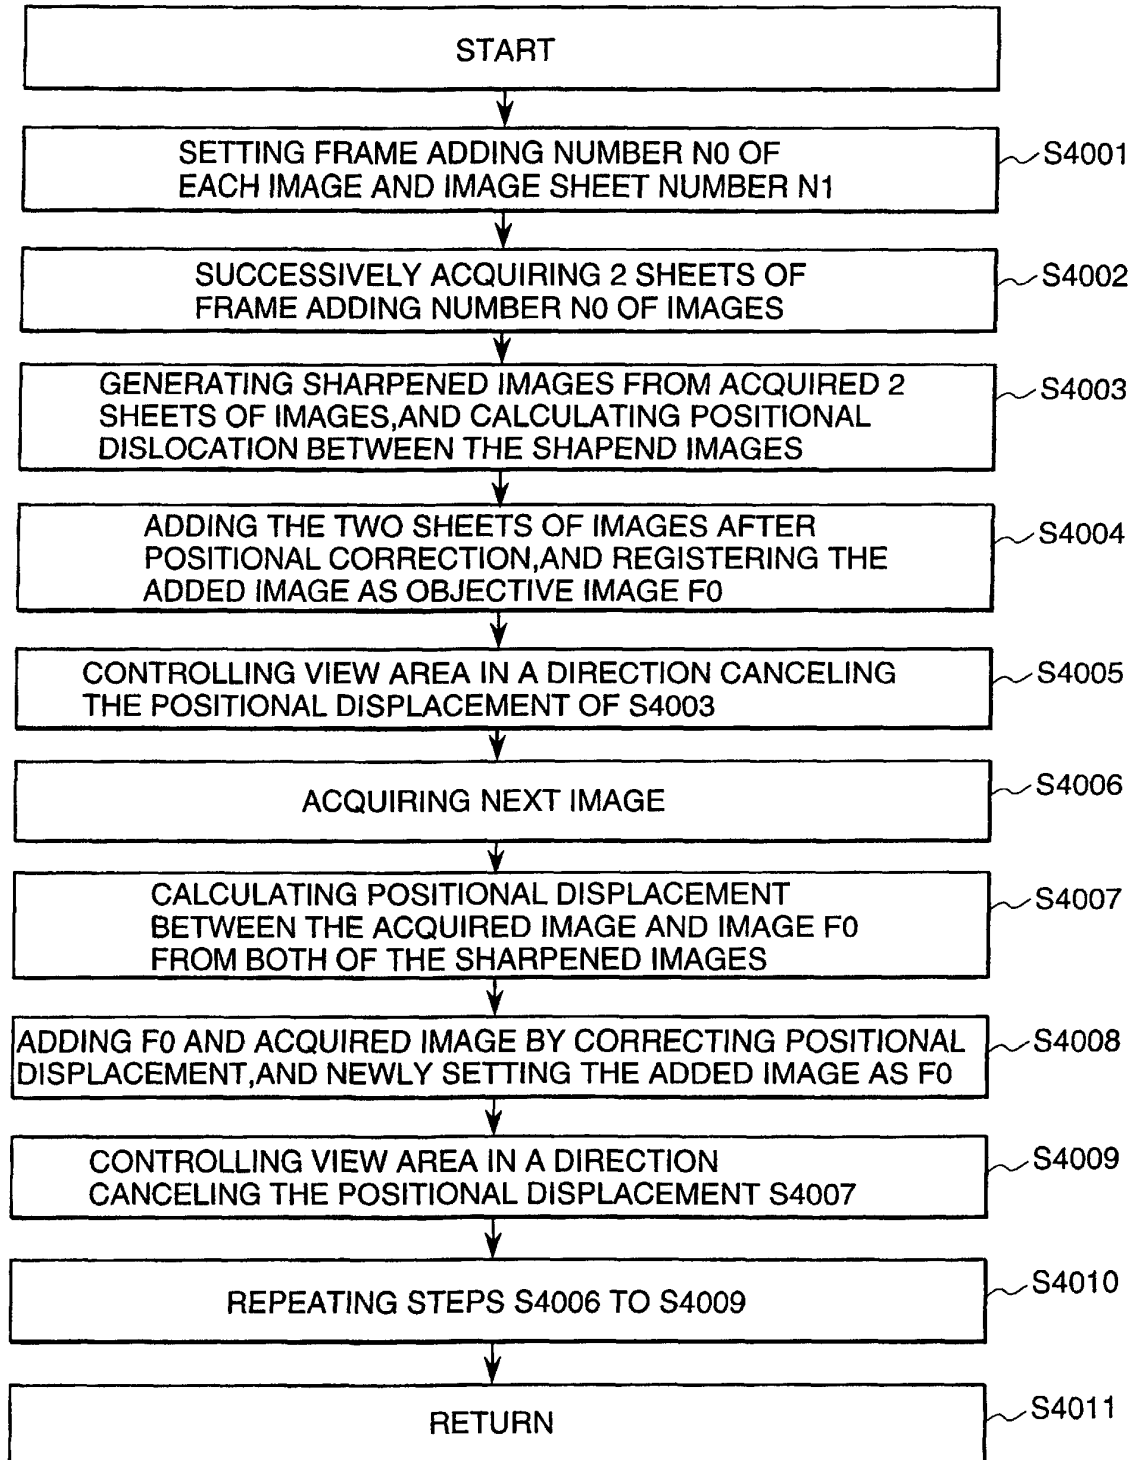 START
SETTING FRAME ADDING NUMBER N0 OF
EACH IMAGE AND IMAGE SHEET NUMBER N1
S4001
SUCCESSIVELY ACQUIRING 2 SHEETS OF
FRAME ADDING NUMBER N0 OF IMAGES
S4002
GENERATING SHARPENED IMAGES FROM ACQUIRED 2
SHEETS OF IMAGES,AND CALCULATING POSITIONAL
DISLOCATION BETWEEN THE SHAPEND IMAGES
S4003
ADDING THE TWO SHEETS OF IMAGES AFTER
POSITIONAL CORRECTION,AND REGISTERING THE
ADDED IMAGE AS OBJECTIVE IMAGE F0
S4004
CONTROLLING VIEW AREA IN A DIRECTION CANCELING
THE POSITIONAL DISPLACEMENT OF S4003
S4005
ACQUIRING NEXT IMAGE
S4006
CALCULATING POSITIONAL DISPLACEMENT
BETWEEN THE ACQUIRED IMAGE AND IMAGE F0
FROM BOTH OF THE SHARPENED IMAGES
S4007
ADDING F0 AND ACQUIRED IMAGE BY CORRECTING POSITIONAL
DISPLACEMENT,AND NEWLY SETTING THE ADDED IMAGE AS F0
S4008
CONTROLLING VIEW AREA IN A DIRECTION
CANCELING THE POSITIONAL DISPLACEMENT S4007
S4009
REPEATING STEPS S4006 TO S4009
S4010
RETURN
S4011